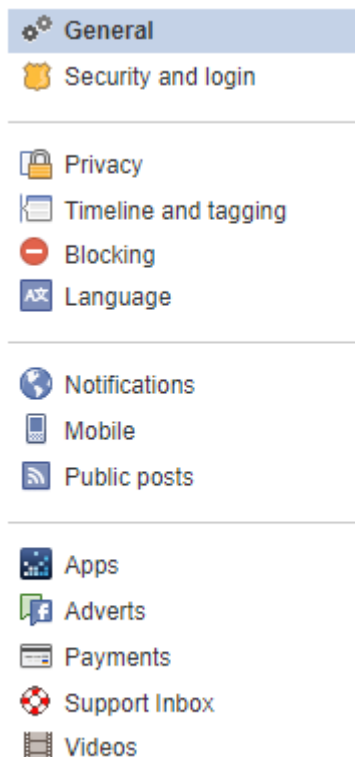 General
Security and login
Privacy
Timeline and tagging
Blocking
Language
Notifications
Mobile
Public posts
Apps
Adverts
Payments
Support Inbox
Videos